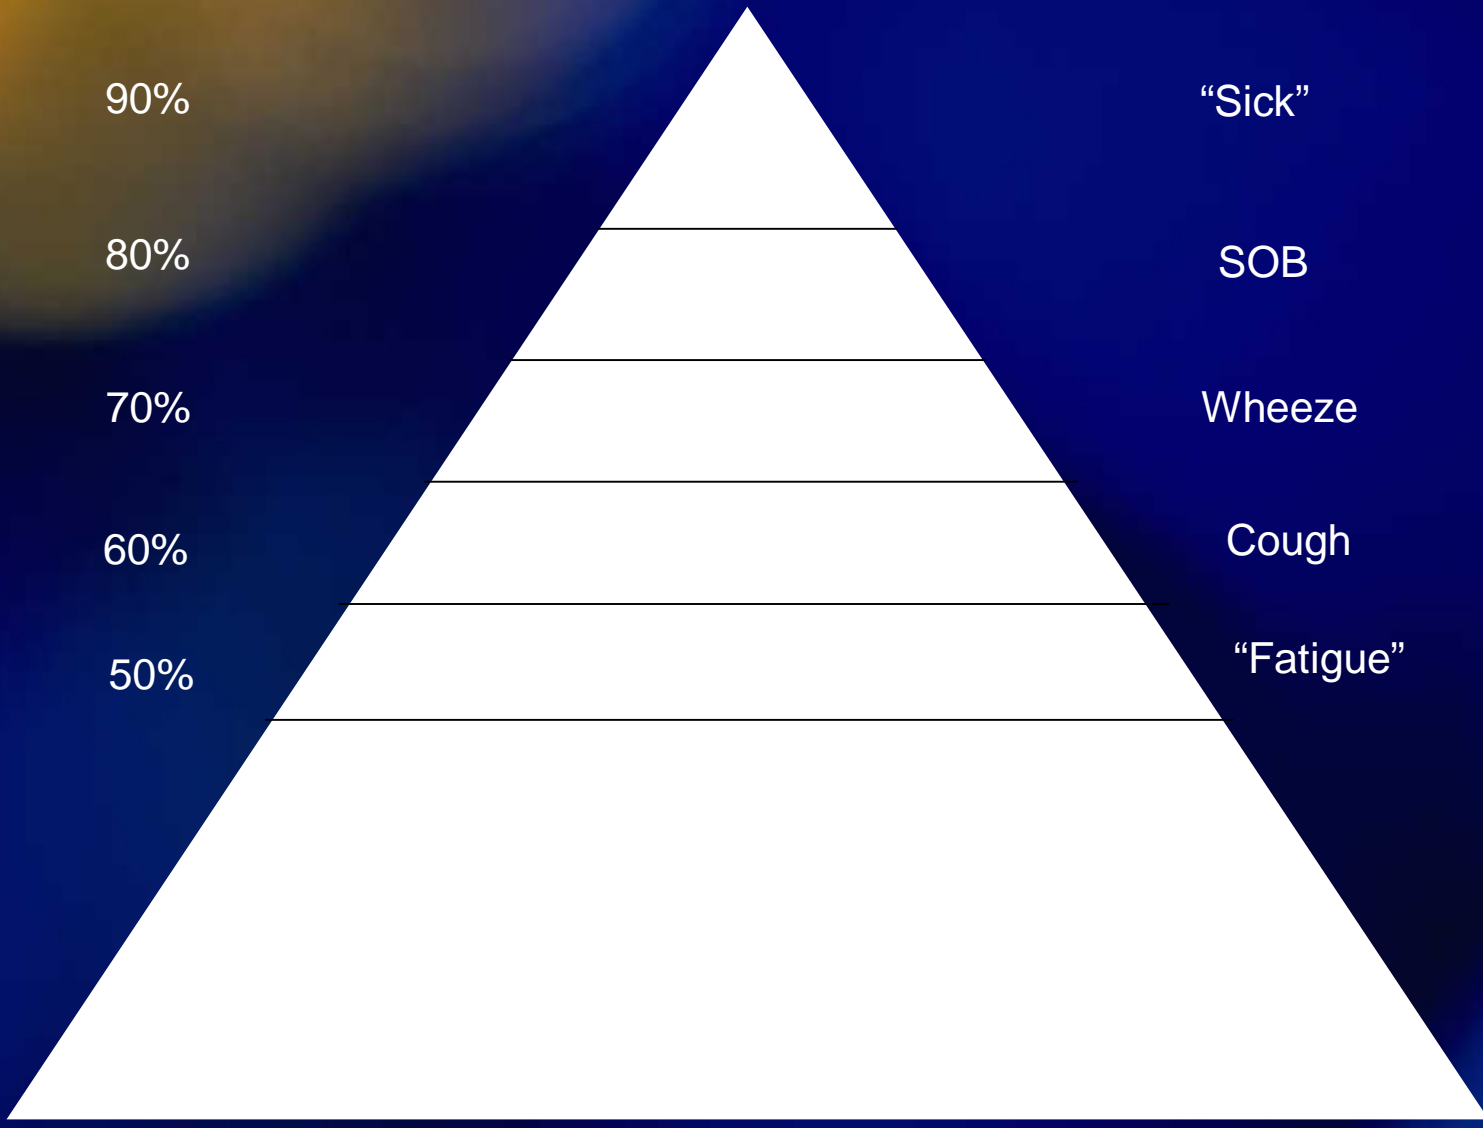 90% “Sick”
80% SOB
70% Wheeze
60% Cough
50% “Fatigue”